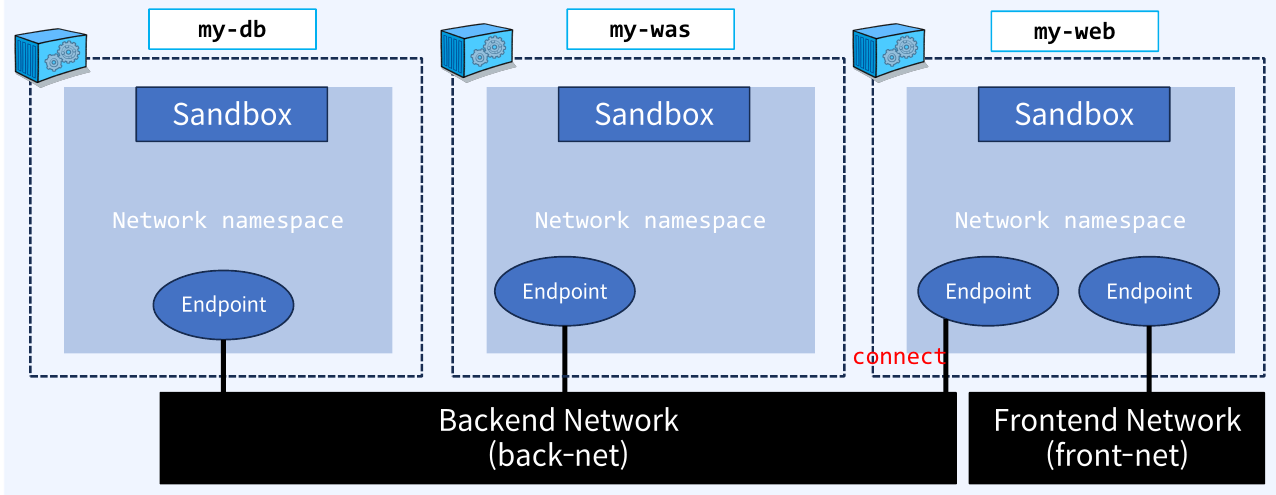 my-db
my-was
my-web
Sandbox
Sandbox
Sandbox
Network namespace
Network namespace
Network namespace
Endpoint
Endpoint
Endpoint
Endpoint
connect
Backend Network
(back-net)
Frontend Network
(front-net)